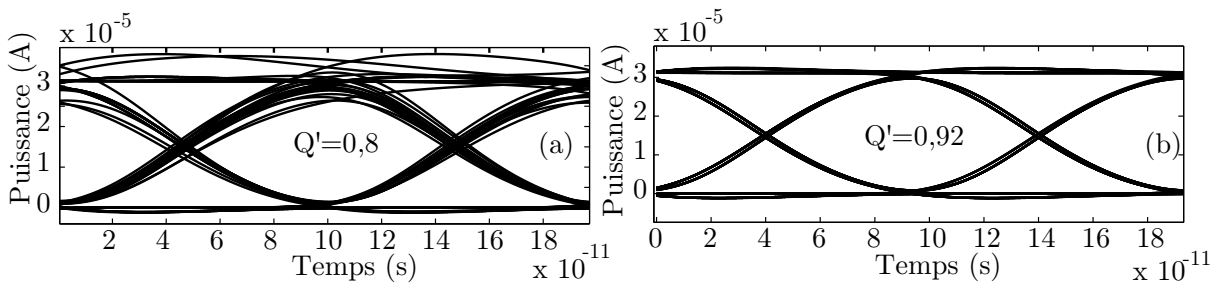 x 10⁻⁵
Puissance (A)
3
2
1
0
Q'=0,8
(a)
2 4 6 8 10 12 14 16 18
Temps (s)
x 10⁻¹¹
x 10⁻⁵
Puissance (A)
3
2
1
0
Q'=0,92
(b)
0 2 4 6 8 10 12 14 16 18
Temps (s)
x 10⁻¹¹